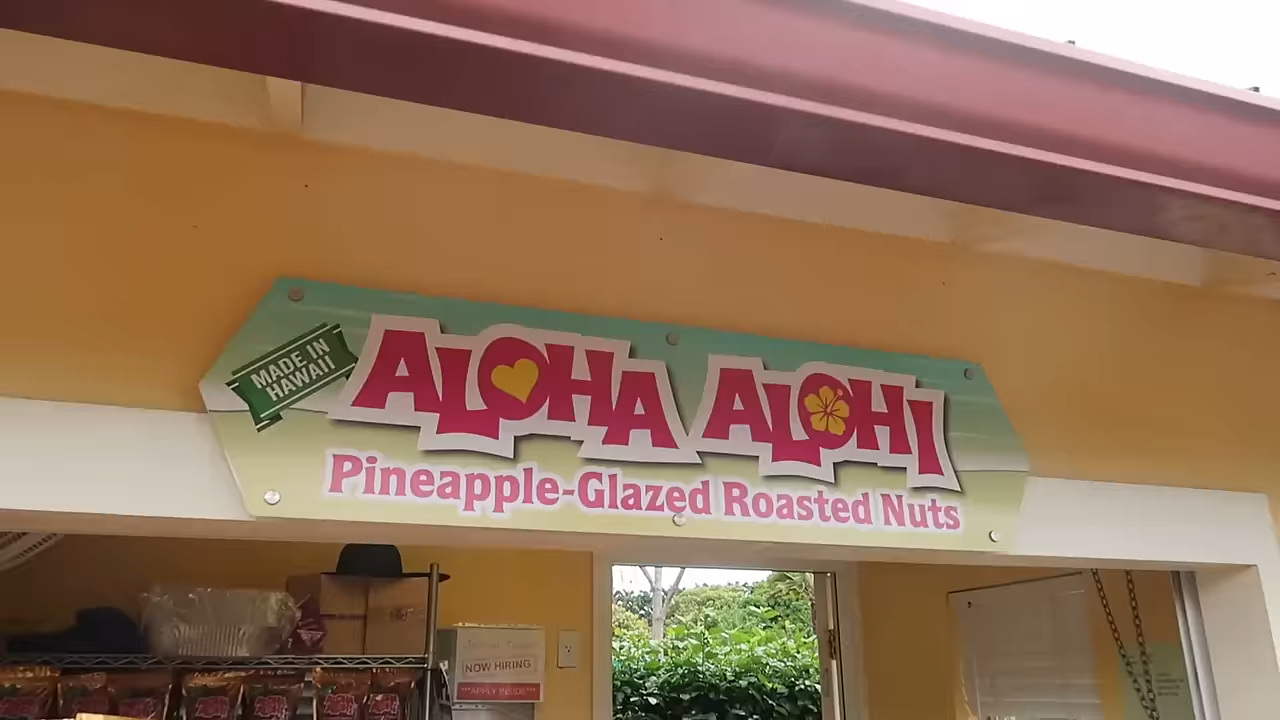 MADE IN
HAWAII
ALOHA ALOHI
Pineapple-Glazed Roasted Nuts
NOW HIRING
***APPLY INSIDE***